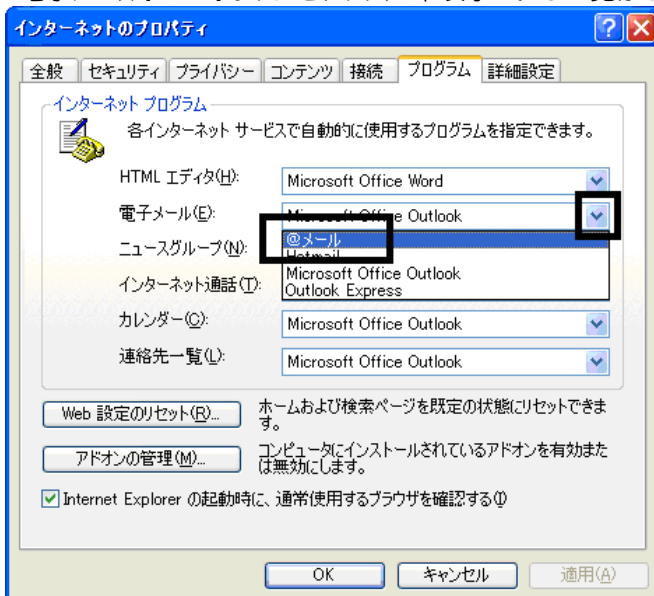 インターネットのプロパティ
全般 セキュリティ プライバシー コンテンツ 接続 プログラム 詳細設定
インターネット プログラム
各インターネット サービスで自動的に使用するプログラムを指定できます。
HTML エディタ(H): Microsoft Office Word
電子メール(E): Microsoft Office Outlook
@メール
Hotmail
ニュースグループ(N):
Microsoft Office Outlook
インターネット通話(T):
Outlook Express
カレンダー(C): Microsoft Office Outlook
連絡先一覧(L): Microsoft Office Outlook
Web 設定のリセット(R)... ホームおよび検索ページを既定の状態にリセットできま
す。
アドオンの管理(M)... コンピュータにインストールされているアドオンを有効また
は無効にします。
Internet Explorer の起動時に、通常使用するブラウザを確認する(I)
OK キャンセル 適用(A)